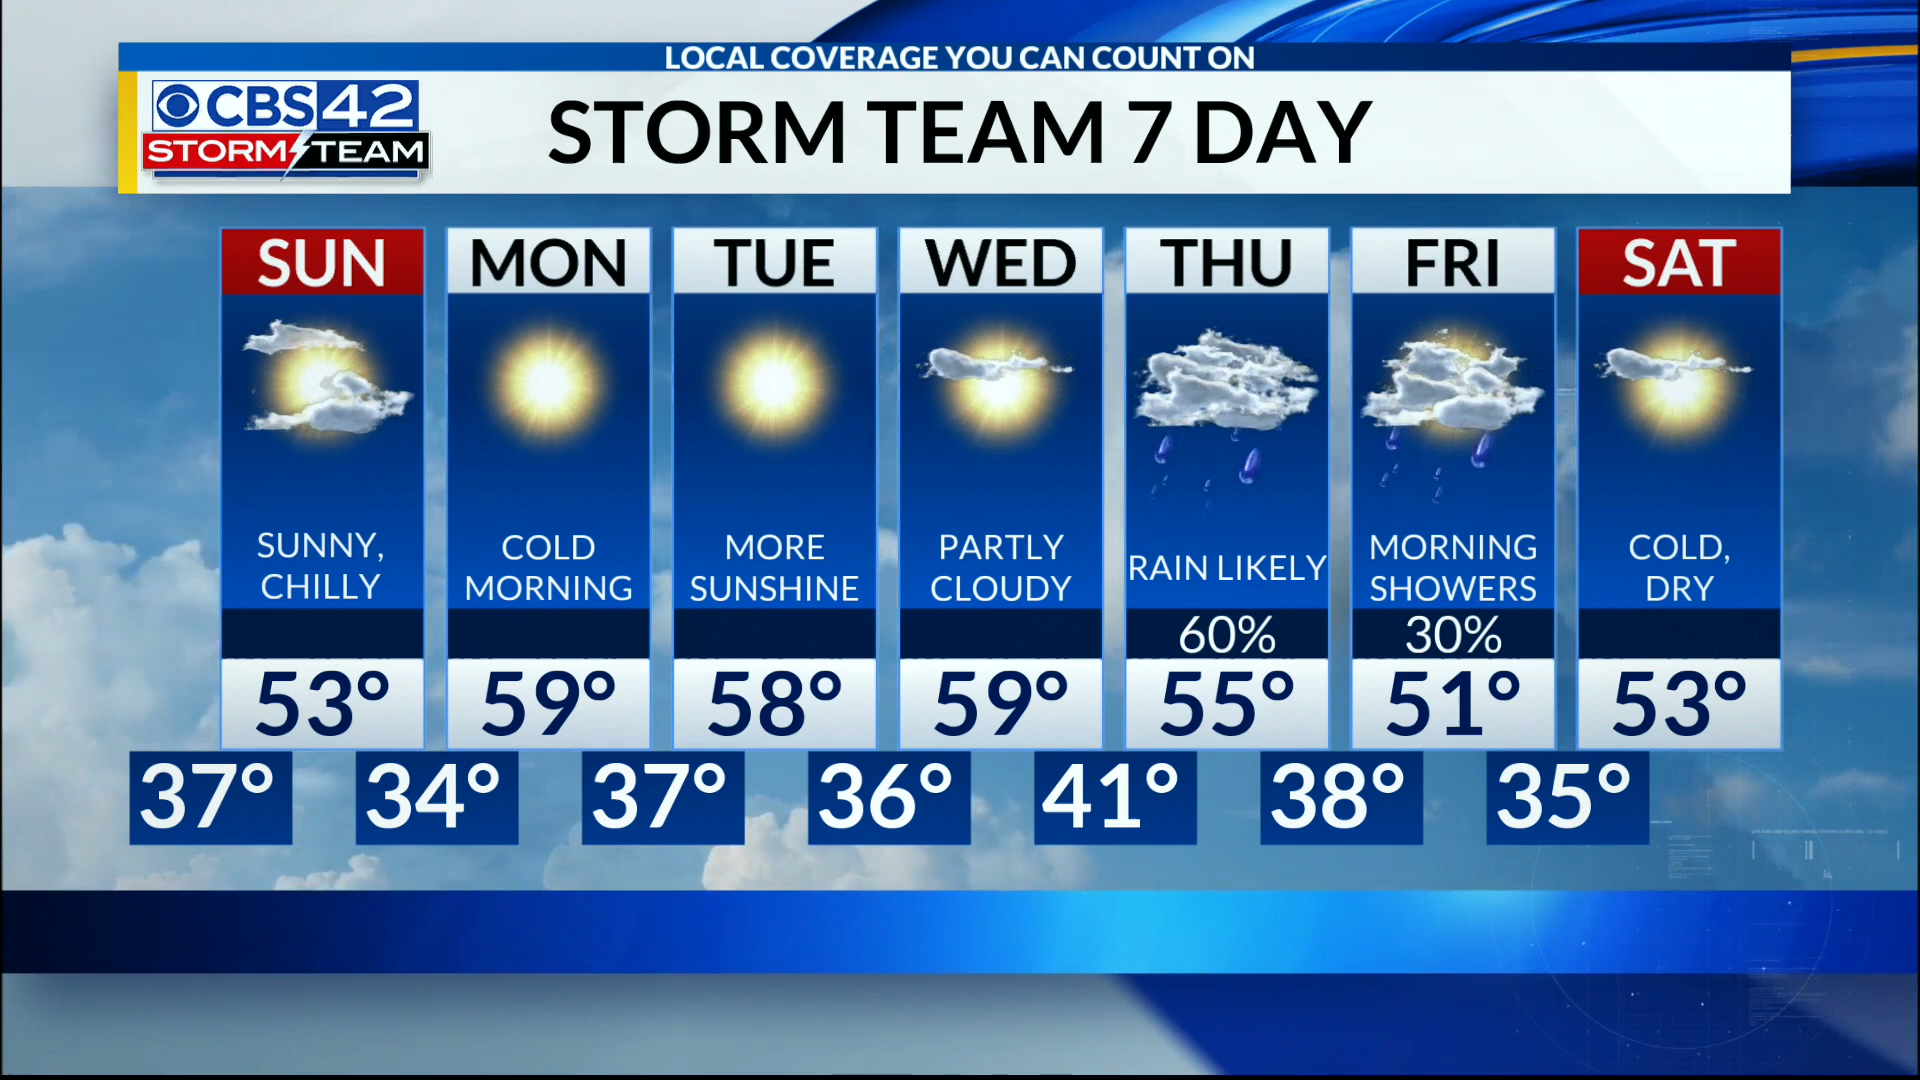 LOCAL COVERAGE YOU CAN COUNT ON
CBS 42
STORM TEAM
STORM TEAM 7 DAY
SUN MON TUE WED THU FRI SAT
SUNNY,
CHILLY
COLD
MORNING
MORE
SUNSHINE
PARTLY
CLOUDY
RAIN LIKELY
MORNING
SHOWERS
COLD,
DRY
60% 30%
53° 59° 58° 59° 55° 51° 53°
37° 34° 37° 36° 41° 38° 35°